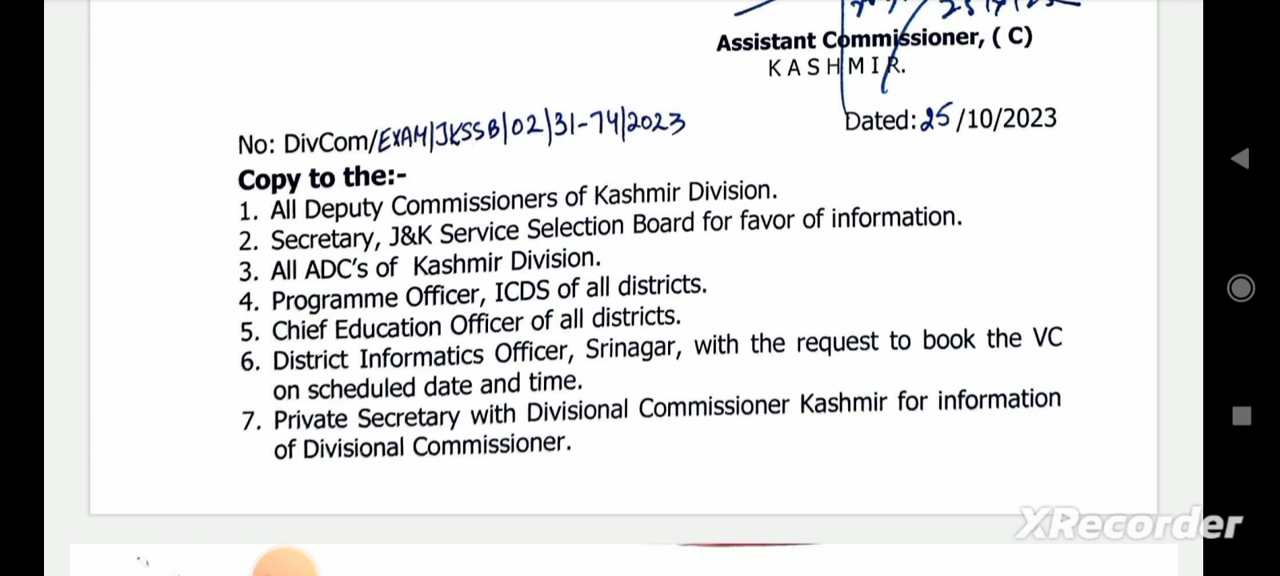 Assistant Commissioner, ( C)
KASHMIR.
No: DivCom/EXAM/JKSSB/02/31-74/2023
Dated: 25/10/2023
Copy to the:-
1. All Deputy Commissioners of Kashmir Division.
2. Secretary, J&K Service Selection Board for favor of information.
3. All ADC's of Kashmir Division.
4. Programme Officer, ICDS of all districts.
5. Chief Education Officer of all districts.
6. District Informatics Officer, Srinagar, with the request to book the VC
on scheduled date and time.
7. Private Secretary with Divisional Commissioner Kashmir for information
of Divisional Commissioner.
XRecorder